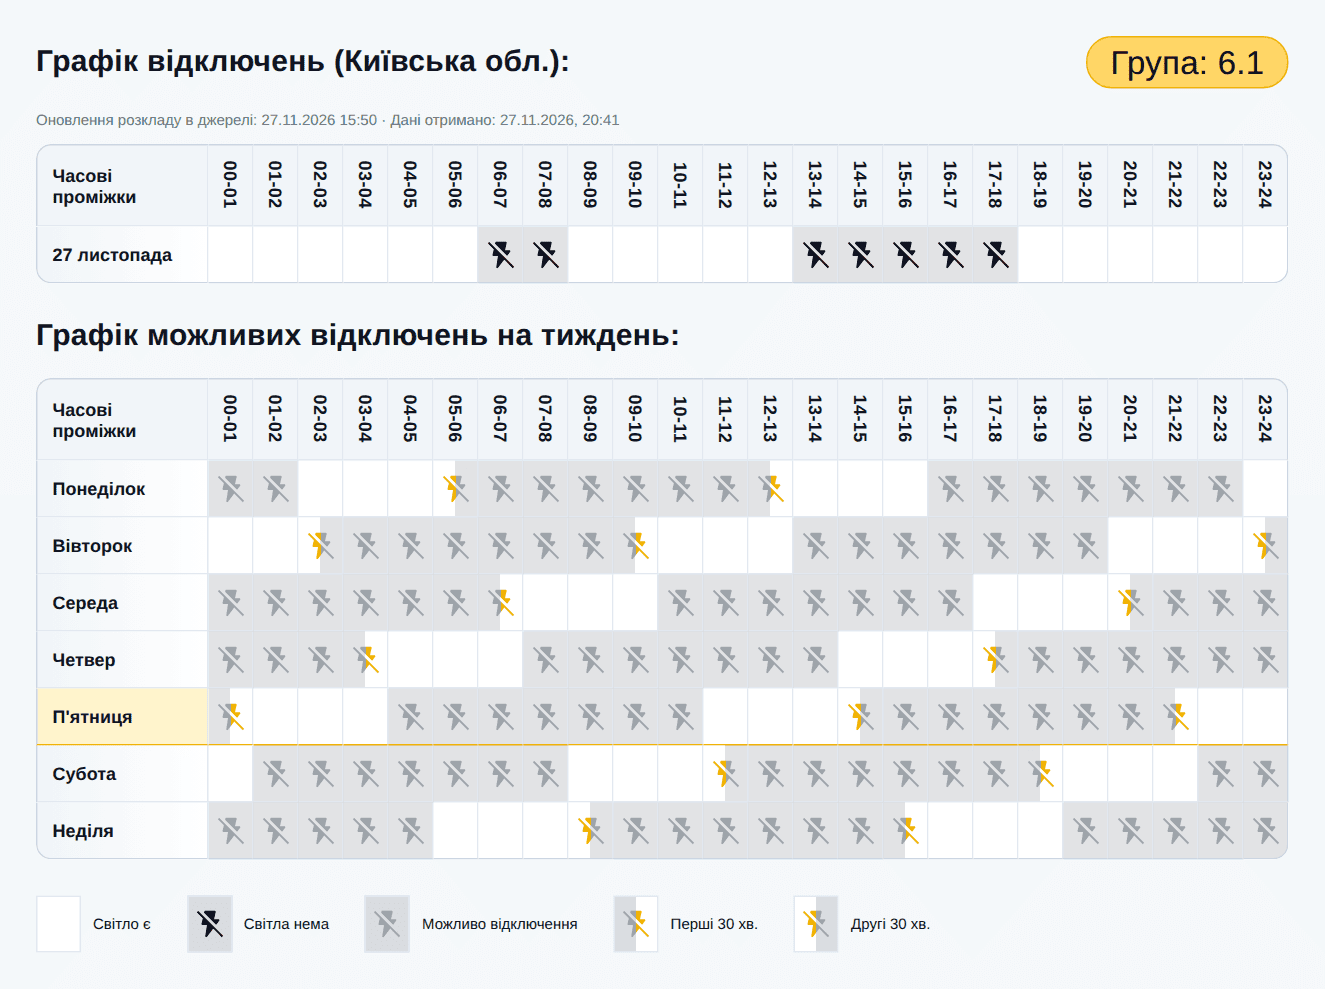 Графік відключень (Київська обл.):
Група: 6.1
Оновлення розкладу в джерелі: 27.11.2026 15:50 · Дані отримано: 27.11.2026, 20:41
Часові проміжки 00-01 01-02 02-03 03-04 04-05 05-06 06-07 07-08 08-09 09-10 10-11 11-12 12-13 13-14 14-15 15-16 16-17 17-18 18-19 19-20 20-21 21-22 22-23 23-24
27 листопада
Графік можливих відключень на тиждень:
Часові проміжки 00-01 01-02 02-03 03-04 04-05 05-06 06-07 07-08 08-09 09-10 10-11 11-12 12-13 13-14 14-15 15-16 16-17 17-18 18-19 19-20 20-21 21-22 22-23 23-24
Понеділок
Вівторок
Середа
Четвер
П'ятниця
Субота
Неділя
Світло є Світла нема Можливо відключення Перші 30 хв. Другі 30 хв.